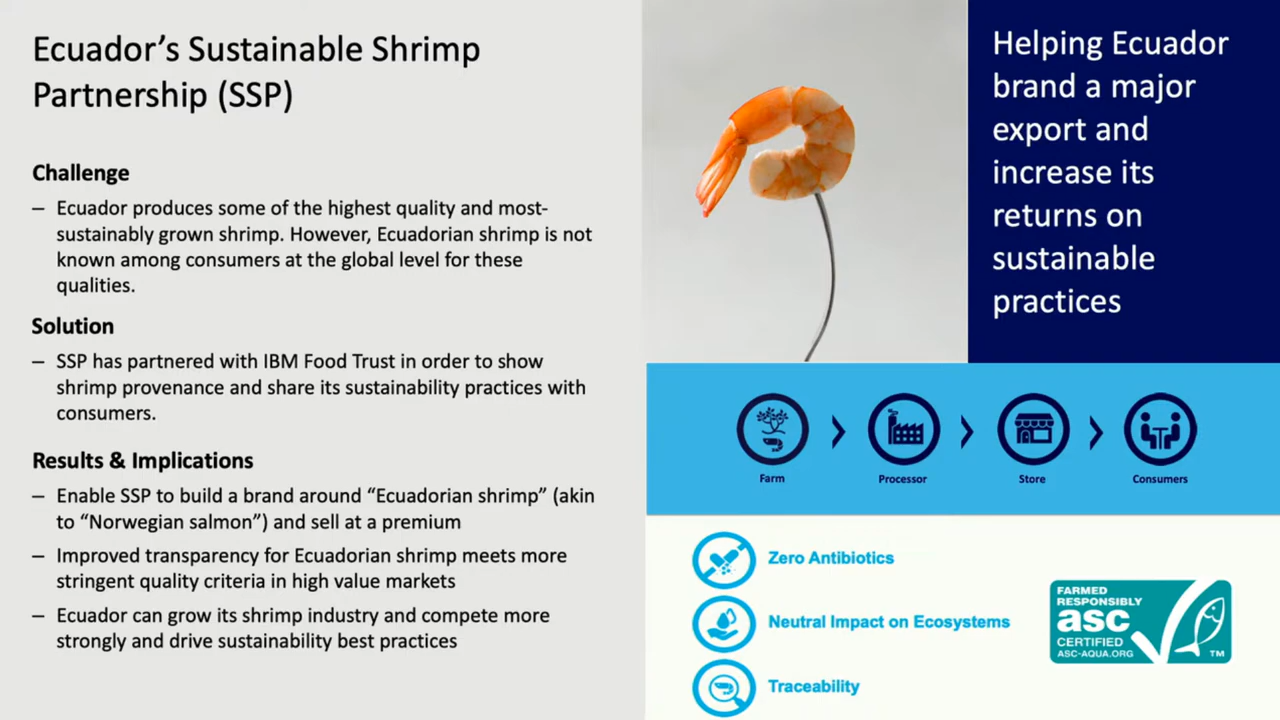 Ecuador’s Sustainable Shrimp
Partnership (SSP)
Challenge
– Ecuador produces some of the highest quality and most-
sustainably grown shrimp. However, Ecuadorian shrimp is not
known among consumers at the global level for these
qualities.
Solution
– SSP has partnered with IBM Food Trust in order to show
shrimp provenance and share its sustainability practices with
consumers.
Results & Implications
– Enable SSP to build a brand around “Ecuadorian shrimp” (akin
to “Norwegian salmon”) and sell at a premium
– Improved transparency for Ecuadorian shrimp meets more
stringent quality criteria in high value markets
– Ecuador can grow its shrimp industry and compete more
strongly and drive sustainability best practices
Helping Ecuador
brand a major
export and
increase its
returns on
sustainable
practices
Farm
Processor
Store
Consumers
Zero Antibiotics
Neutral Impact on Ecosystems
Traceability
FARMED
RESPONSIBLY
asc
CERTIFIED
ASC-AQUA.ORG
TM